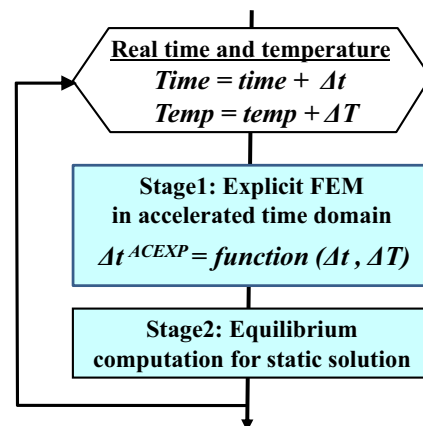 Real time and temperature
Time = time + Δt
Temp = temp + ΔT
Stage1: Explicit FEM
in accelerated time domain
Δt ACEXP = function (Δt , ΔT)
Stage2: Equilibrium
computation for static solution